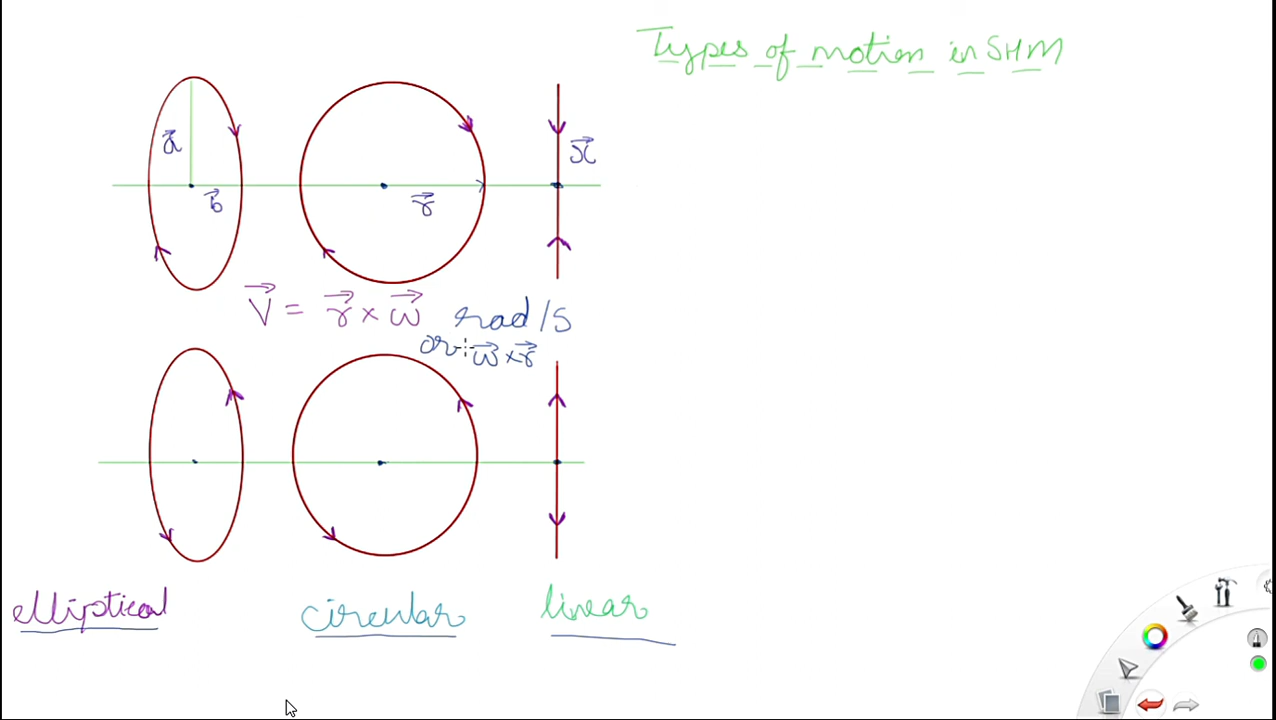 Types of motion in SHM
a⃗
b⃗
r⃗
x⃗
V⃗ = r⃗ × ω⃗ rad/s
or ω⃗ × r⃗
elliptical
circular
linear